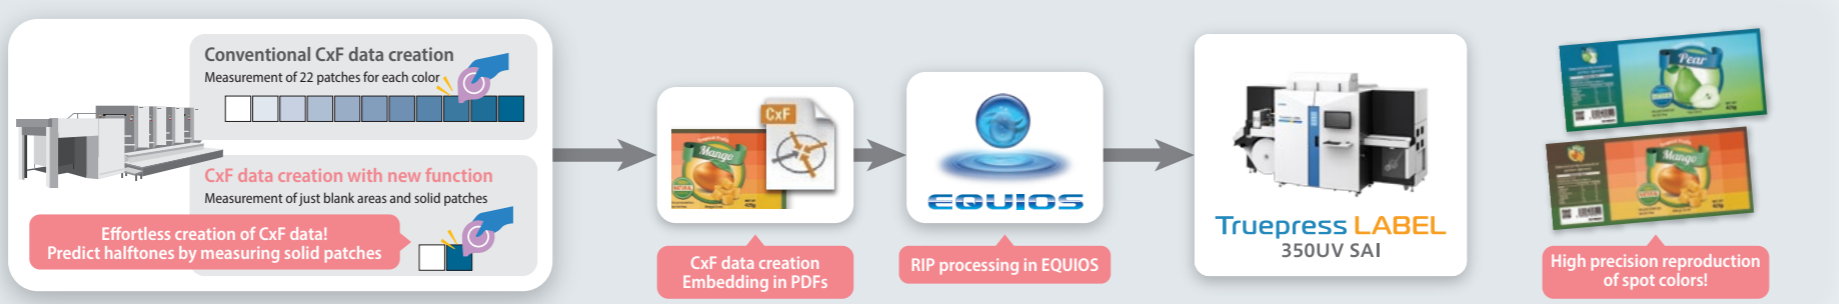 Conventional CxF data creation
Measurement of 22 patches for each color
CxF data creation with new function
Measurement of just blank areas and solid patches
Effortless creation of CxF data!
Predict halftones by measuring solid patches
CxF
Mango
NATURAL
CxF data creation
Embedding in PDFs
EQUIOS
RIP processing in EQUIOS
Truepress LABEL
350UV SAI
Pear
Mango
High precision reproduction
of spot colors!